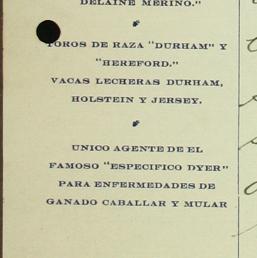 DELAINE MERINO."
TOROS DE RAZA "DURHAM" Y
"HEREFORD."
VACAS LECHERAS DURHAM,
HOLSTEIN Y JERSEY.
UNICO AGENTE DE EL
FAMOSO "ESPECIFICO DYER"
PARA ENFERMEDADES DE
GANADO CABALLAR Y MULAR